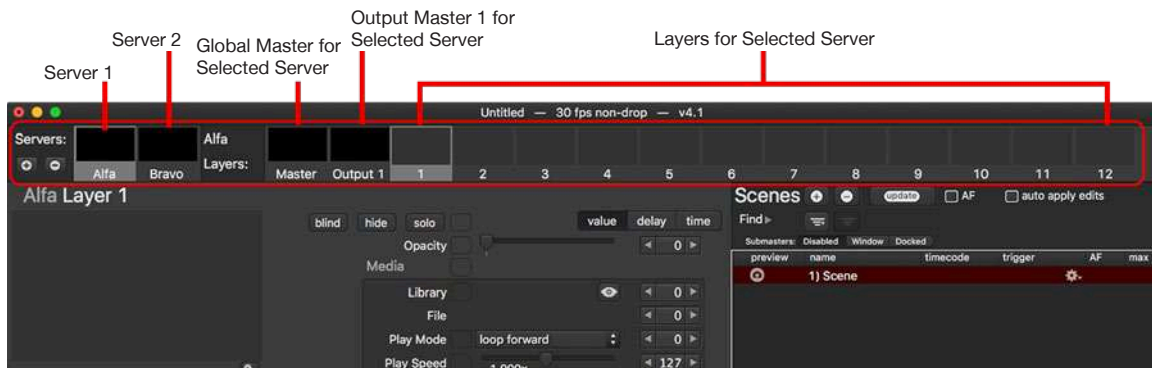 Output Master 1 for
Selected Server
Server 2
Global Master for
Selected Server
Layers for Selected Server
Server 1
Untitled — 30 fps non-drop — v4.1
Servers:
Alfa
Layers:
Alfa Bravo Master Output 1 1 2 3 4 5 6 7 8 9 10 11 12
Alfa Layer 1
Scenes update AF auto apply edits
blind hide solo value delay time
Find
Opacity 0
Submasters: Disabled Window Docked
Media
preview name timecode trigger AF max
1) Scene
Library 0
File 0
Play Mode loop forward 0
Play Speed 1.000x 127